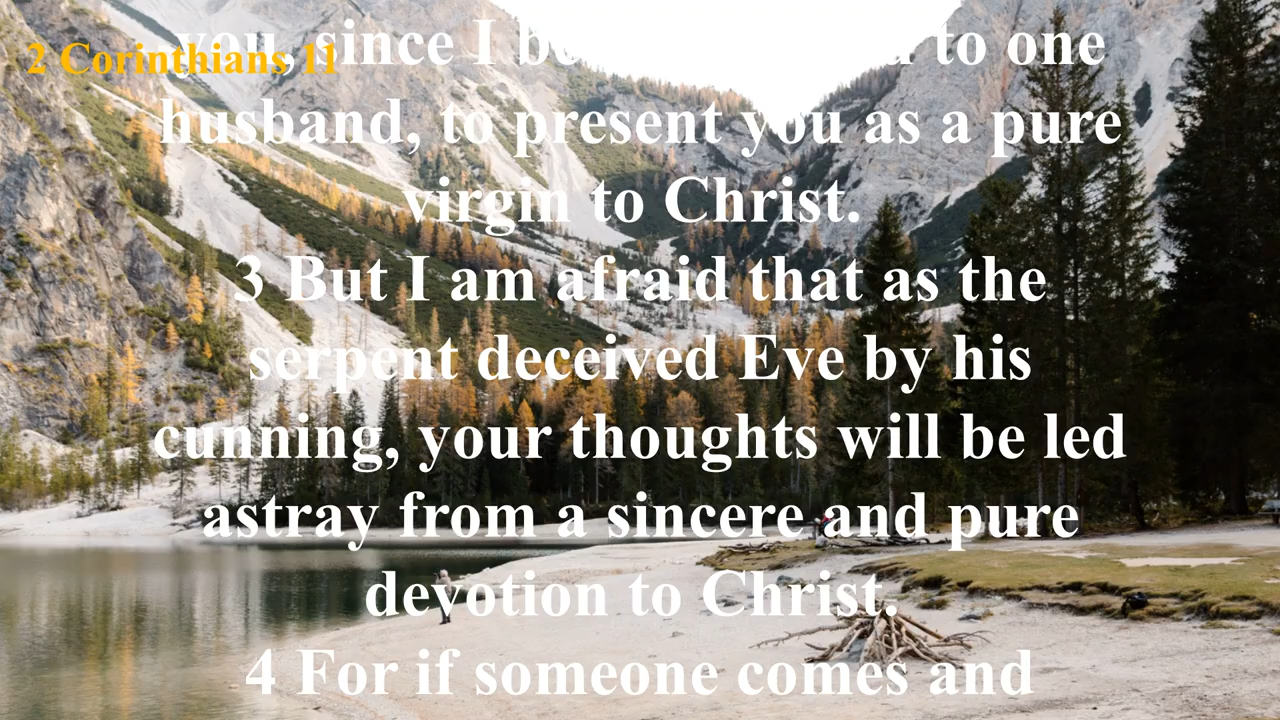 2 Corinthians 11
you, since I to one
husband, to present you as a pure
virgin to Christ.
3 But I am afraid that as the
serpent deceived Eve by his
cunning, your thoughts will be led
astray from a sincere and pure
devotion to Christ.
4 For if someone comes and